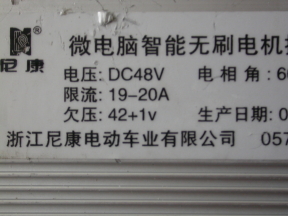 微电脑智能无刷电机
尼康
电压: DC48V 电相角: 6
限流: 19-20A
欠压: 42+1v 生产日期: 0
浙江尼康电动车业有限公司 057